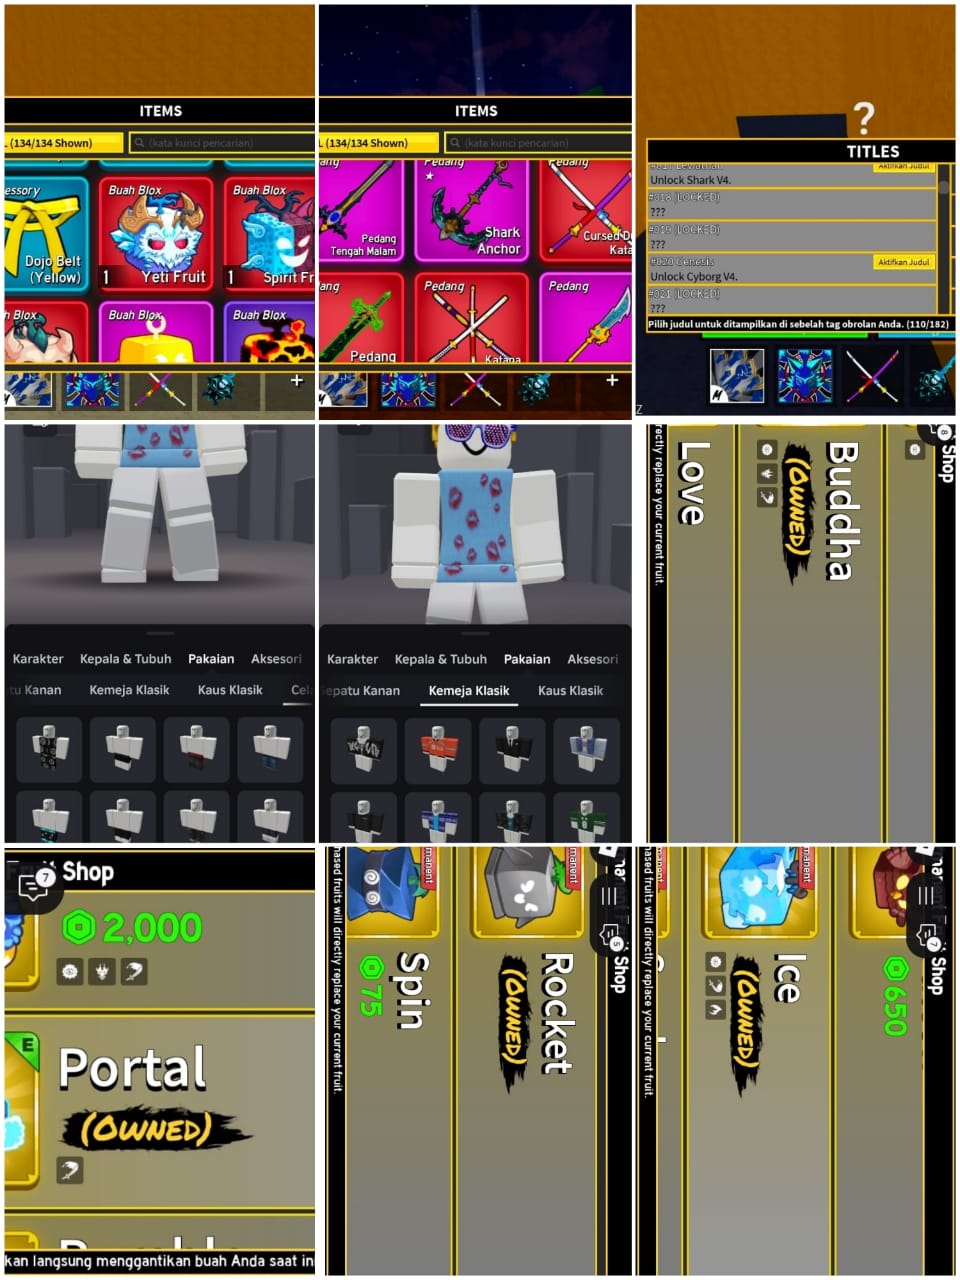 ITEMS
(134/134 Shown)
(kata kunci pencarian)
Buah Blox
Buah Blox
Dojo Belt
(Yellow)
1
Yeti Fruit
1
Spirit Fr
Buah Blox
Buah Blox
ITEMS
(134/134 Shown)
(kata kunci pencarian)
Pedang
Pedang
Pedang
Tengah Malam
Shark
Anchor
Cursed D
Kata
Pedang
Pedang
Pedang
Katana
+
+
?
TITLES
Aktifkan Judul
Unlock Shark V4.
#018 (LOCKED)
???
#019 (LOCKED)
???
#020 Genesis
Aktifkan Judul
Unlock Cyborg V4.
#021 (LOCKED)
???
Pilih judul untuk ditampilkan di sebelah tag obrolan Anda. (110/182)
M
M
Z
Karakter
Kepala & Tubuh
Pakaian
Aksesori
tu Kanan
Kemeja Klasik
Kaus Klasik
Cel
Karakter
Kepala & Tubuh
Pakaian
Aksesori
epatu Kanan
Kemeja Klasik
Kaus Klasik
8
Shop
Buddha
(OWNED)
Love
rectly replace your current fruit.
Shop
7
2,000
E
Portal
(OWNED)
kan langsung menggantikan buah Anda saat in
Shop
5
Rocket
(OWNED)
manent
Spin
75
manent
hased fruits will directly replace your current fruit.
Shop
7
650
Ice
(OWNED)
manent
hased fruits will directly replace your current fruit.